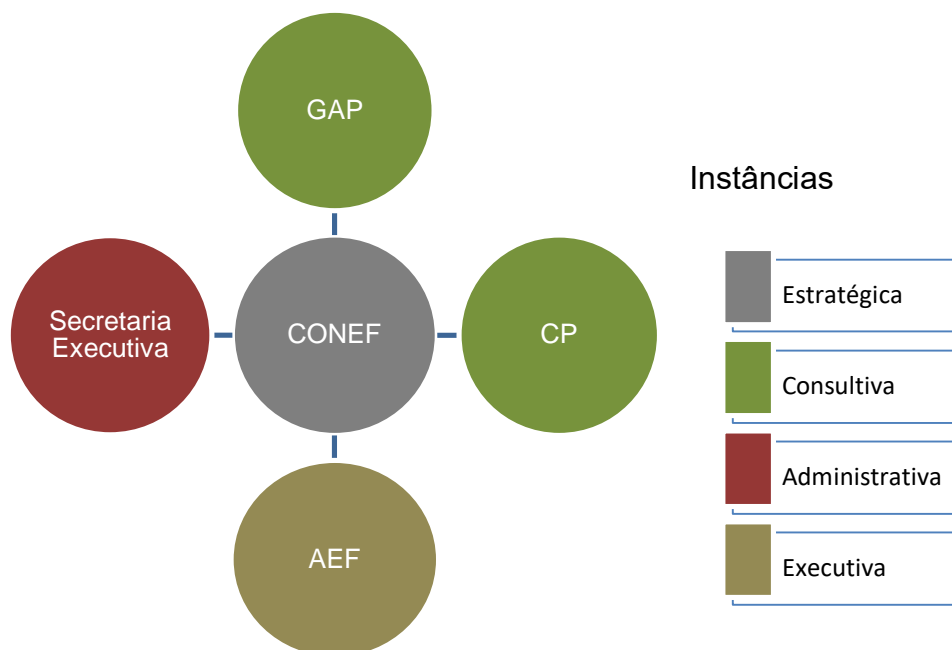 GAP
Instâncias
Secretaria
Executiva
CONEF
CP
AEF
Estratégica
Consultiva
Administrativa
Executiva